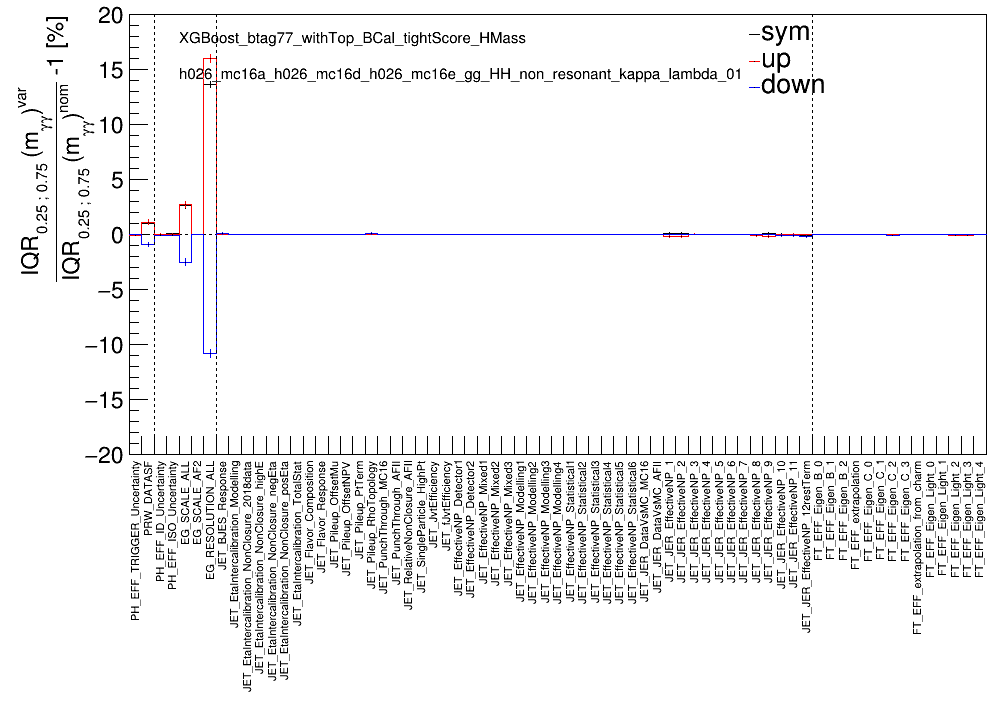 20
15
10
5
0
−5
−10
−15
−20
IQR0.25 ; 0.75 (mγγ)var
IQR0.25 ; 0.75 (mγγ)nom -1 [%]
XGBoost_btag77_withTop_BCal_tightScore_HMass
h026_mc16a_h026_mc16d_h026_mc16e_gg_HH_non_resonant_kappa_lambda_01
sym
up
down
PH_EFF_TRIGGER_Uncertainty
PRW_DATASF
PH_EFF_ID_Uncertainty
PH_EFF_ISO_Uncertainty
EG_SCALE_ALL
EG_SCALE_AF2
EG_RESOLUTION_ALL
JET_BJES_Response
JET_EtaIntercalibration_Modelling
JET_EtaIntercalibration_NonClosure_2018data
JET_EtaIntercalibration_NonClosure_highE
JET_EtaIntercalibration_NonClosure_negEta
JET_EtaIntercalibration_NonClosure_posEta
JET_EtaIntercalibration_TotalStat
JET_Flavor_Composition
JET_Flavor_Response
JET_Pileup_OffsetMu
JET_Pileup_OffsetNPV
JET_Pileup_PtTerm
JET_Pileup_RhoTopology
JET_PunchThrough_MC16
JET_PunchThrough_AFII
JET_RelativeNonClosure_AFII
JET_SingleParticle_HighPt
JET_JvtEfficiency
JET_fJvtEfficiency
JET_EffectiveNP_Detector1
JET_EffectiveNP_Detector2
JET_EffectiveNP_Mixed1
JET_EffectiveNP_Mixed2
JET_EffectiveNP_Mixed3
JET_EffectiveNP_Modelling1
JET_EffectiveNP_Modelling2
JET_EffectiveNP_Modelling3
JET_EffectiveNP_Modelling4
JET_EffectiveNP_Statistical1
JET_EffectiveNP_Statistical2
JET_EffectiveNP_Statistical3
JET_EffectiveNP_Statistical4
JET_EffectiveNP_Statistical5
JET_EffectiveNP_Statistical6
JET_JER_DataVsMC_MC16
JET_JER_DataVsMC_AFII
JET_JER_EffectiveNP_1
JET_JER_EffectiveNP_2
JET_JER_EffectiveNP_3
JET_JER_EffectiveNP_4
JET_JER_EffectiveNP_5
JET_JER_EffectiveNP_6
JET_JER_EffectiveNP_7
JET_JER_EffectiveNP_8
JET_JER_EffectiveNP_9
JET_JER_EffectiveNP_10
JET_JER_EffectiveNP_11
JET_JER_EffectiveNP_12restTerm
FT_EFF_Eigen_B_0
FT_EFF_Eigen_B_1
FT_EFF_Eigen_B_2
FT_EFF_extrapolation
FT_EFF_Eigen_C_0
FT_EFF_Eigen_C_1
FT_EFF_Eigen_C_2
FT_EFF_Eigen_C_3
FT_EFF_extrapolation_from_charm
FT_EFF_Eigen_Light_0
FT_EFF_Eigen_Light_1
FT_EFF_Eigen_Light_2
FT_EFF_Eigen_Light_3
FT_EFF_Eigen_Light_4